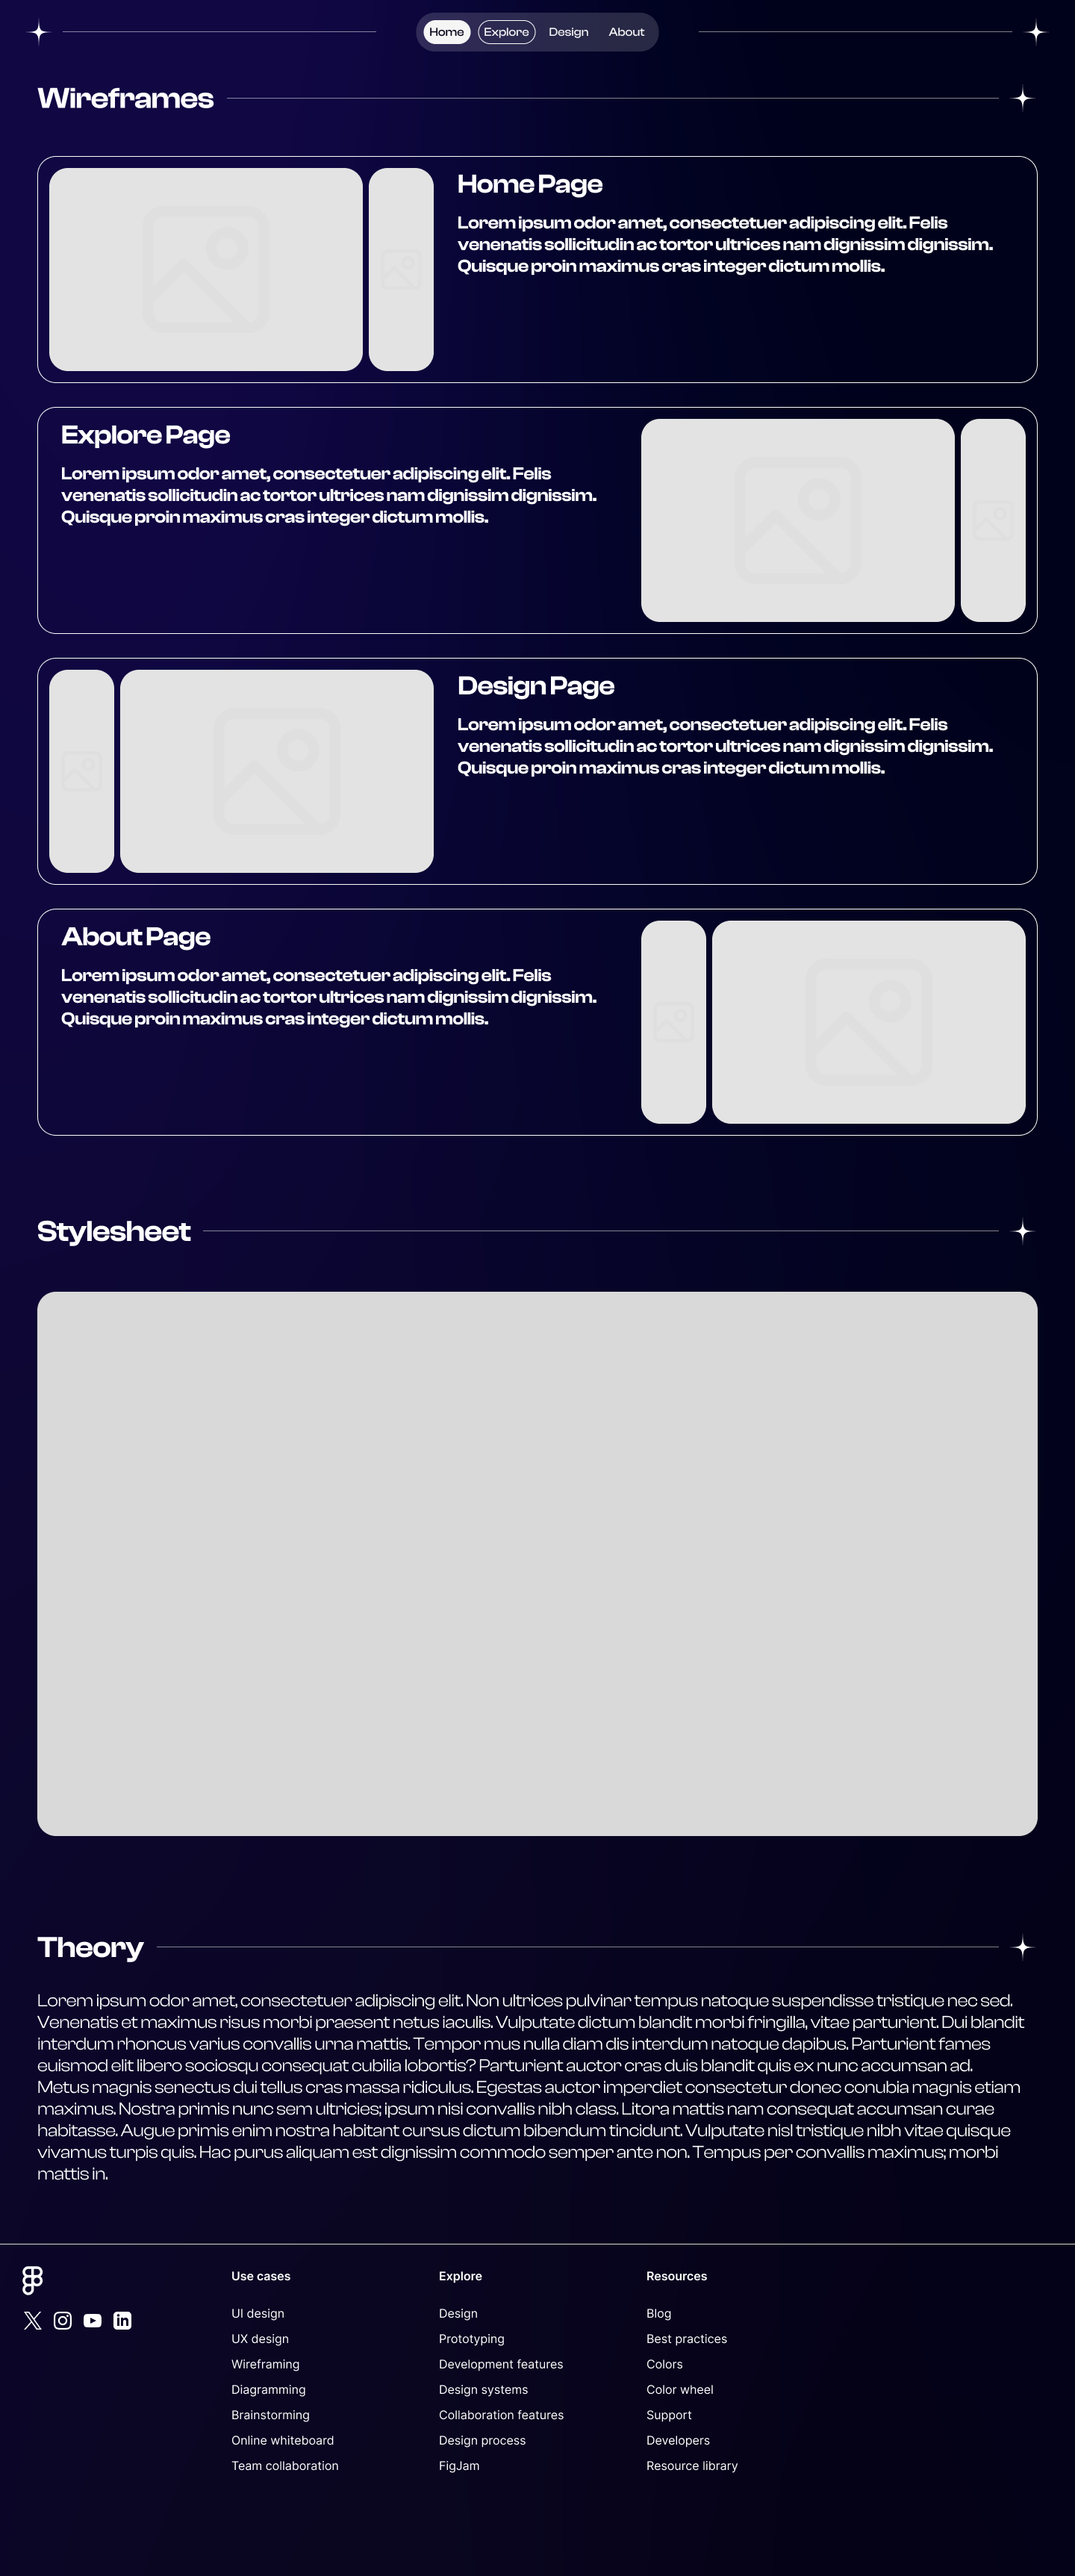 Home Explore Design About
Wireframes
Home Page
Lorem ipsum odor amet, consectetuer adipiscing elit. Felis
venenatis sollicitudin ac tortor ultrices nam dignissim dignissim.
Quisque proin maximus cras integer dictum mollis.
Explore Page
Lorem ipsum odor amet, consectetuer adipiscing elit. Felis
venenatis sollicitudin ac tortor ultrices nam dignissim dignissim.
Quisque proin maximus cras integer dictum mollis.
Design Page
Lorem ipsum odor amet, consectetuer adipiscing elit. Felis
venenatis sollicitudin ac tortor ultrices nam dignissim dignissim.
Quisque proin maximus cras integer dictum mollis.
About Page
Lorem ipsum odor amet, consectetuer adipiscing elit. Felis
venenatis sollicitudin ac tortor ultrices nam dignissim dignissim.
Quisque proin maximus cras integer dictum mollis.
Stylesheet
Theory
Lorem ipsum odor amet, consectetuer adipiscing elit. Non ultrices pulvinar tempus natoque suspendisse tristique nec sed.
Venenatis et maximus risus morbi praesent netus iaculis. Vulputate dictum blandit morbi fringilla, vitae parturient. Dui blandit
interdum rhoncus varius convallis urna mattis. Tempor mus nulla diam dis interdum natoque dapibus. Parturient fames
euismod elit libero sociosqu consequat cubilia lobortis? Parturient auctor cras duis blandit quis ex nunc accumsan ad.
Metus magnis senectus dui tellus cras massa ridiculus. Egestas auctor imperdiet consectetur donec conubia magnis etiam
maximus. Nostra primis nunc sem ultricies; ipsum nisi convallis nibh class. Litora mattis nam consequat accumsan curae
habitasse. Augue primis enim nostra habitant cursus dictum bibendum tincidunt. Vulputate nisl tristique nibh vitae quisque
vivamus turpis quis. Hac purus aliquam est dignissim commodo semper ante non. Tempus per convallis maximus; morbi
mattis in.
Use cases
UI design
UX design
Wireframing
Diagramming
Brainstorming
Online whiteboard
Team collaboration
Explore
Design
Prototyping
Development features
Design systems
Collaboration features
Design process
FigJam
Resources
Blog
Best practices
Colors
Color wheel
Support
Developers
Resource library